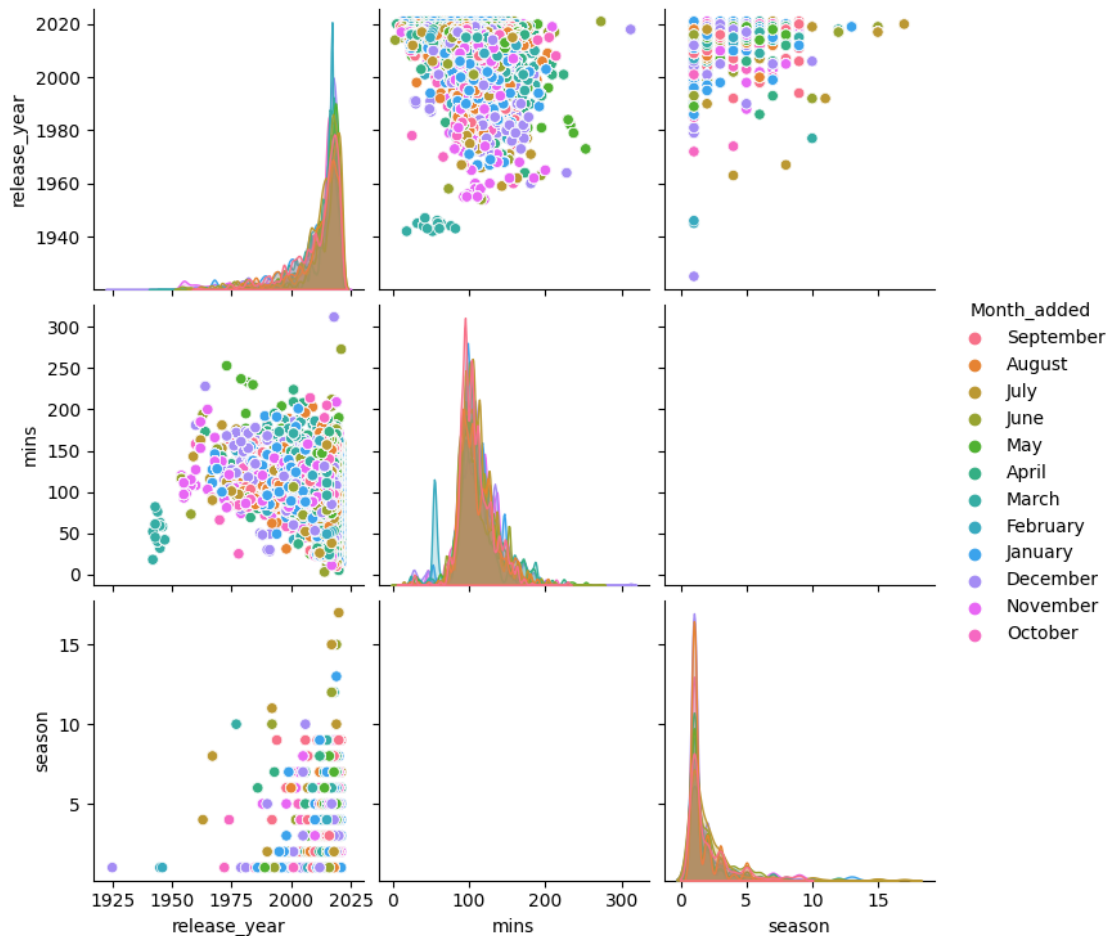 2020
2000
1980
1960
1940
release_year
300
250
200
150
100
50
0
mins
15
10
5
season
1925
1950
1975
2000
2025
release_year
0
100
200
300
mins
0
5
10
15
season
Month_added
September
August
July
June
May
April
March
February
January
December
November
October